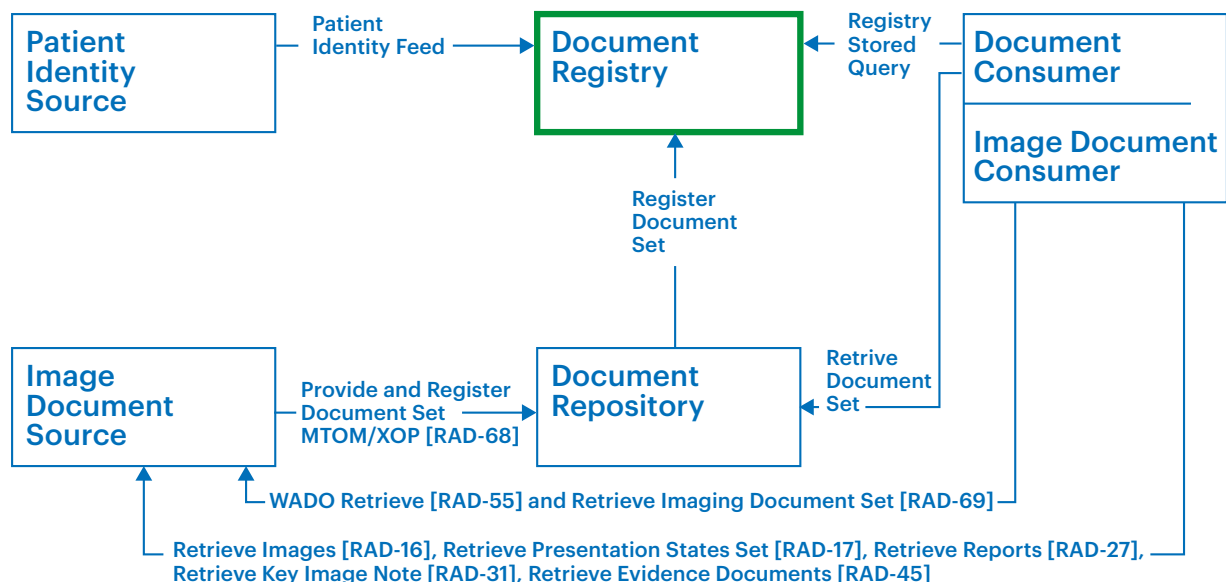 Patient
Identity
Source
Patient
Identity Feed
Document
Registry
Registry
Stored
Query
Document
Consumer
Image Document
Consumer
Register
Document
Set
Image
Document
Source
Provide and Register
Document Set
MTOM/XOP [RAD-68]
Document
Repository
Retrive
Document
Set
WADO Retrieve [RAD-55] and Retrieve Imaging Document Set [RAD-69]
Retrieve Images [RAD-16], Retrieve Presentation States Set [RAD-17], Retrieve Reports [RAD-27],
Retrieve Key Image Note [RAD-31], Retrieve Evidence Documents [RAD-45]